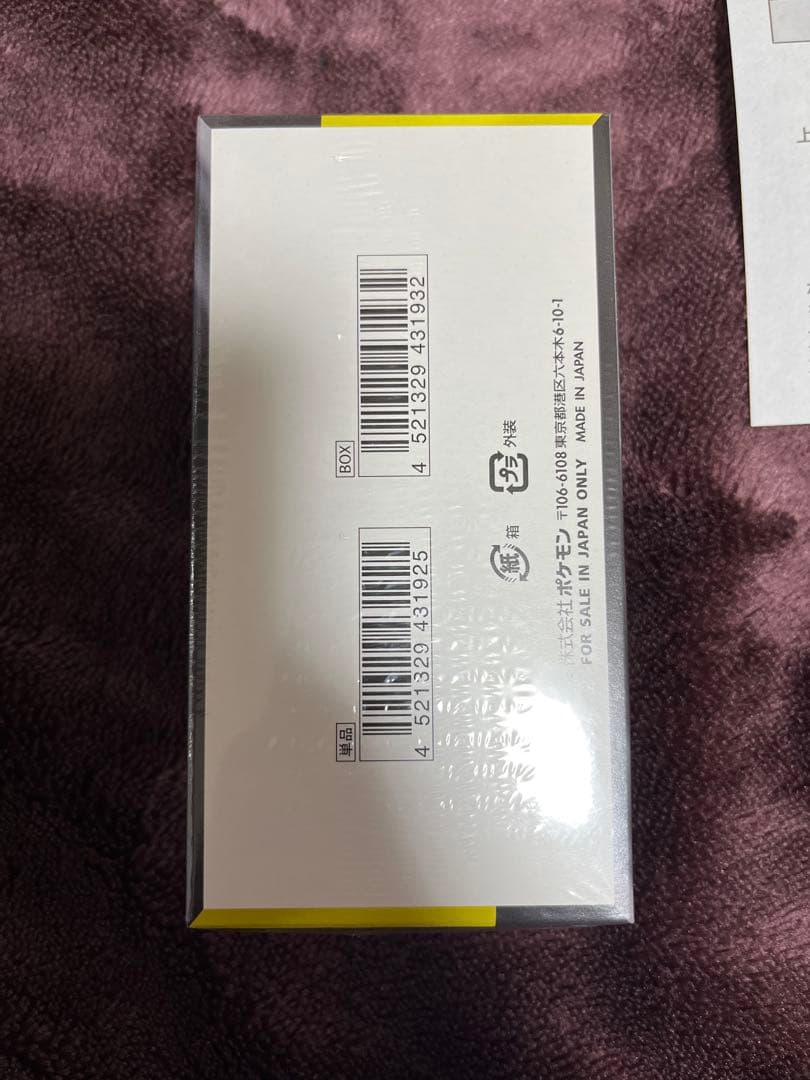 単品
4 521329 431925
BOX
4 521329 431932
紙 箱
プラ 外装
株式会社ポケモン 〒106-6108 東京都港区六本木6-10-1
FOR SALE IN JAPAN ONLY MADE IN JAPAN
上